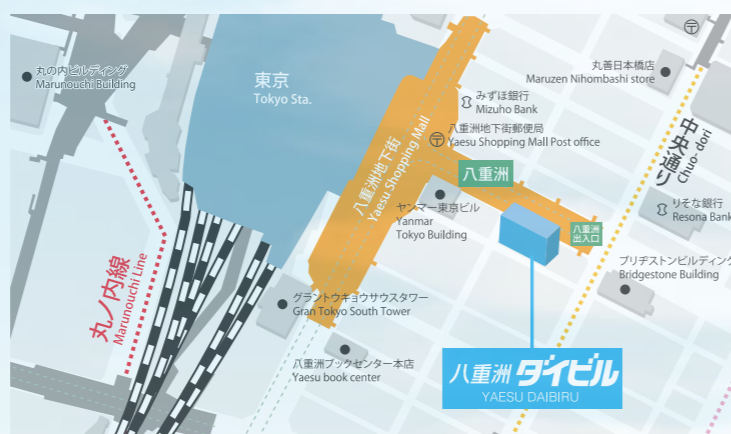 丸の内ビルディング
Marunouchi Building
東京
Tokyo Sta.
丸善日本橋店
Maruzen Nihombashi store
みずほ銀行
Mizuho Bank
八重洲地下街郵便局
Yaesu Shopping Mall Post office
中央通り
Chuo-dori
八重洲地下街
Yaesu Shopping Mall
八重洲
ヤンマー東京ビル
Yanmar
Tokyo Building
りそな銀行
Resona Bank
八重洲
出入口
ブリヂストンビルディング
Bridgestone Building
丸ノ内線
Marunouchi Line
グラントウキョウサウスタワー
Gran Tokyo South Tower
八重洲ブックセンター本店
Yaesu book center
八重洲 ダイビル
YAESU DAIBIRU